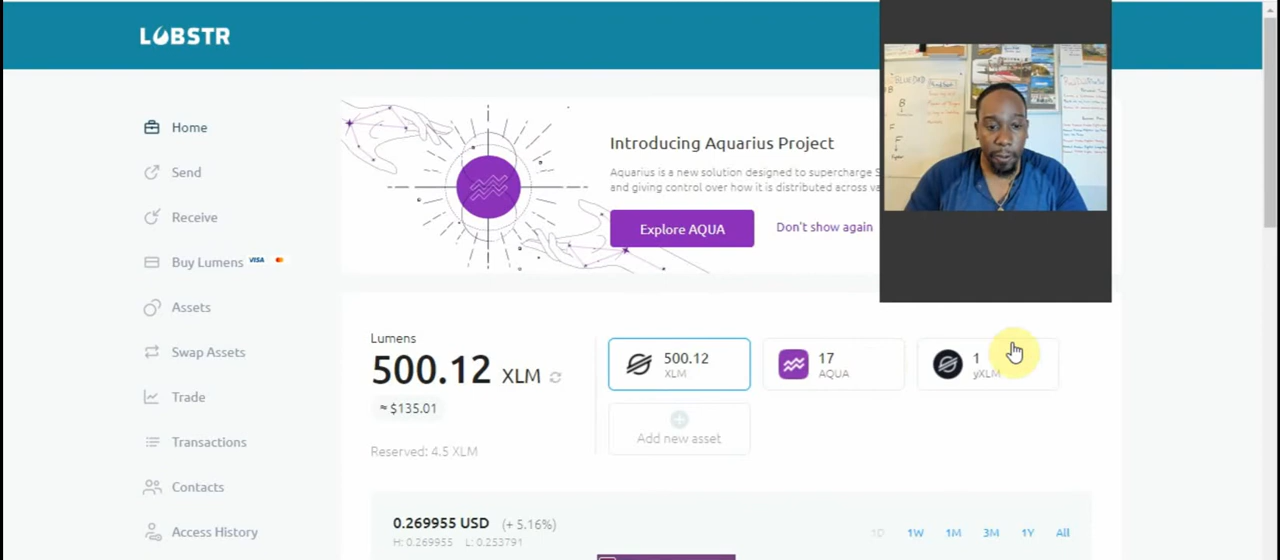 LOBSTR
Home
Send
Receive
Buy Lumens VISA
Assets
Swap Assets
Trade
Transactions
Contacts
Access History
Introducing Aquarius Project
Aquarius is a new solution designed to supercharge
and giving control over how it is distributed across
Explore AQUA
Don't show again
Lumens
500.12 XLM
≈ $135.01
Reserved: 4.5 XLM
500.12
XLM
17
AQUA
1
yXLM
Add new asset
0.269955 USD (+ 5.16%)
H: 0.269955 L: 0.253791
1D 1W 1M 3M 1Y All